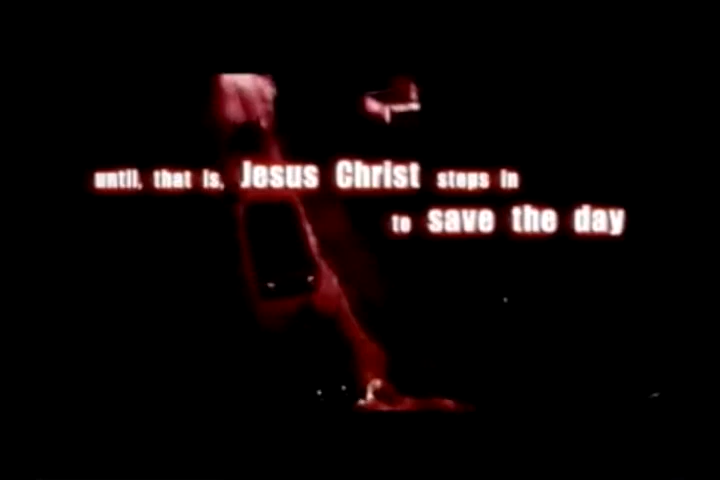 until, that is, Jesus Christ steps in
to save the day